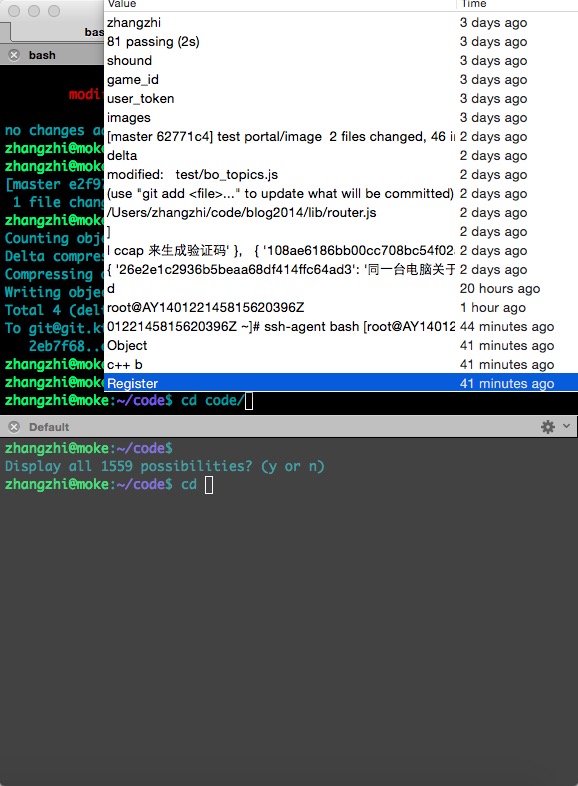 Value Time
bas
bash
zhangzhi 3 days ago
81 passing (2s) 3 days ago
shound 3 days ago
game_id 3 days ago
user_token 3 days ago
images 3 days ago
[master 62771c4] test portal/image  2 files changed, 46 in 2 days ago
delta 2 days ago
modified:   test/bo_topics.js 2 days ago
(use "git add <file>..." to update what will be committed) 2 days ago
/Users/zhangzhi/code/blog2014/lib/router.js 2 days ago
] 2 days ago
l ccap 来生成验证码' },   { '108ae6186bb00cc708bc54f02 2 days ago
{ '26e2e1c2936b5beaa68df414ffc64ad3': '同一台电脑关于 2 days ago
d 20 hours ago
root@AY140122145815620396Z 1 hour ago
0122145815620396Z ~]# ssh-agent bash [root@AY14012 44 minutes ago
Object 41 minutes ago
c++ b 41 minutes ago
Register 41 minutes ago
modi
no changes ad
zhangzhi@moke
zhangzhi@moke
[master e2f97
1 file chang
zhangzhi@moke
Counting obje
Delta compres
Compressing o
Writing objec
Total 4 (delt
To git@git.k
2eb7f68..
zhangzhi@moke
zhangzhi@moke
zhangzhi@moke:~/code$ cd code/
Default
zhangzhi@moke:~/code$
Display all 1559 possibilities? (y or n)
zhangzhi@moke:~/code$ cd